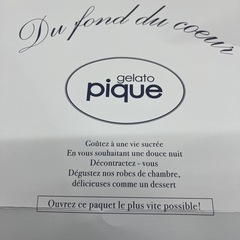 Du fond du coeur
gelato
pique
Goûtez à une vie sucrée
En vous souhaitant une douce nuit
Décontractez - vous
Dégustez nos robes de chambre,
délicieuses comme un dessert
Ouvrez ce paquet le plus vite possible!